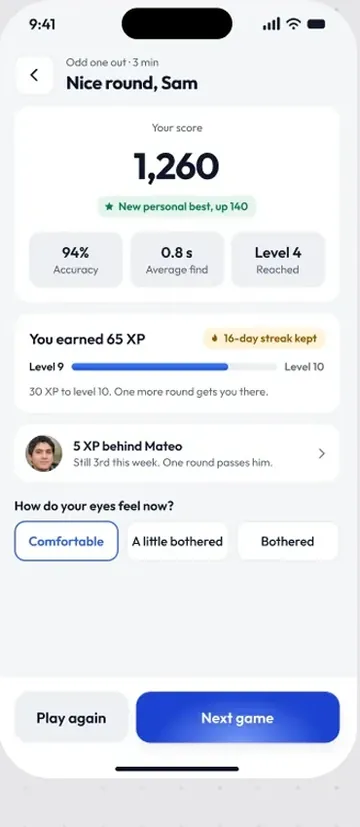 9:41
Odd one out · 3 min
Nice round, Sam
Your score
1,260
New personal best, up 140
94%
Accuracy
0.8 s
Average find
Level 4
Reached
You earned 65 XP
16-day streak kept
Level 9
Level 10
30 XP to level 10. One more round gets you there.
5 XP behind Mateo
Still 3rd this week. One round passes him.
How do your eyes feel now?
Comfortable
A little bothered
Bothered
Play again
Next game